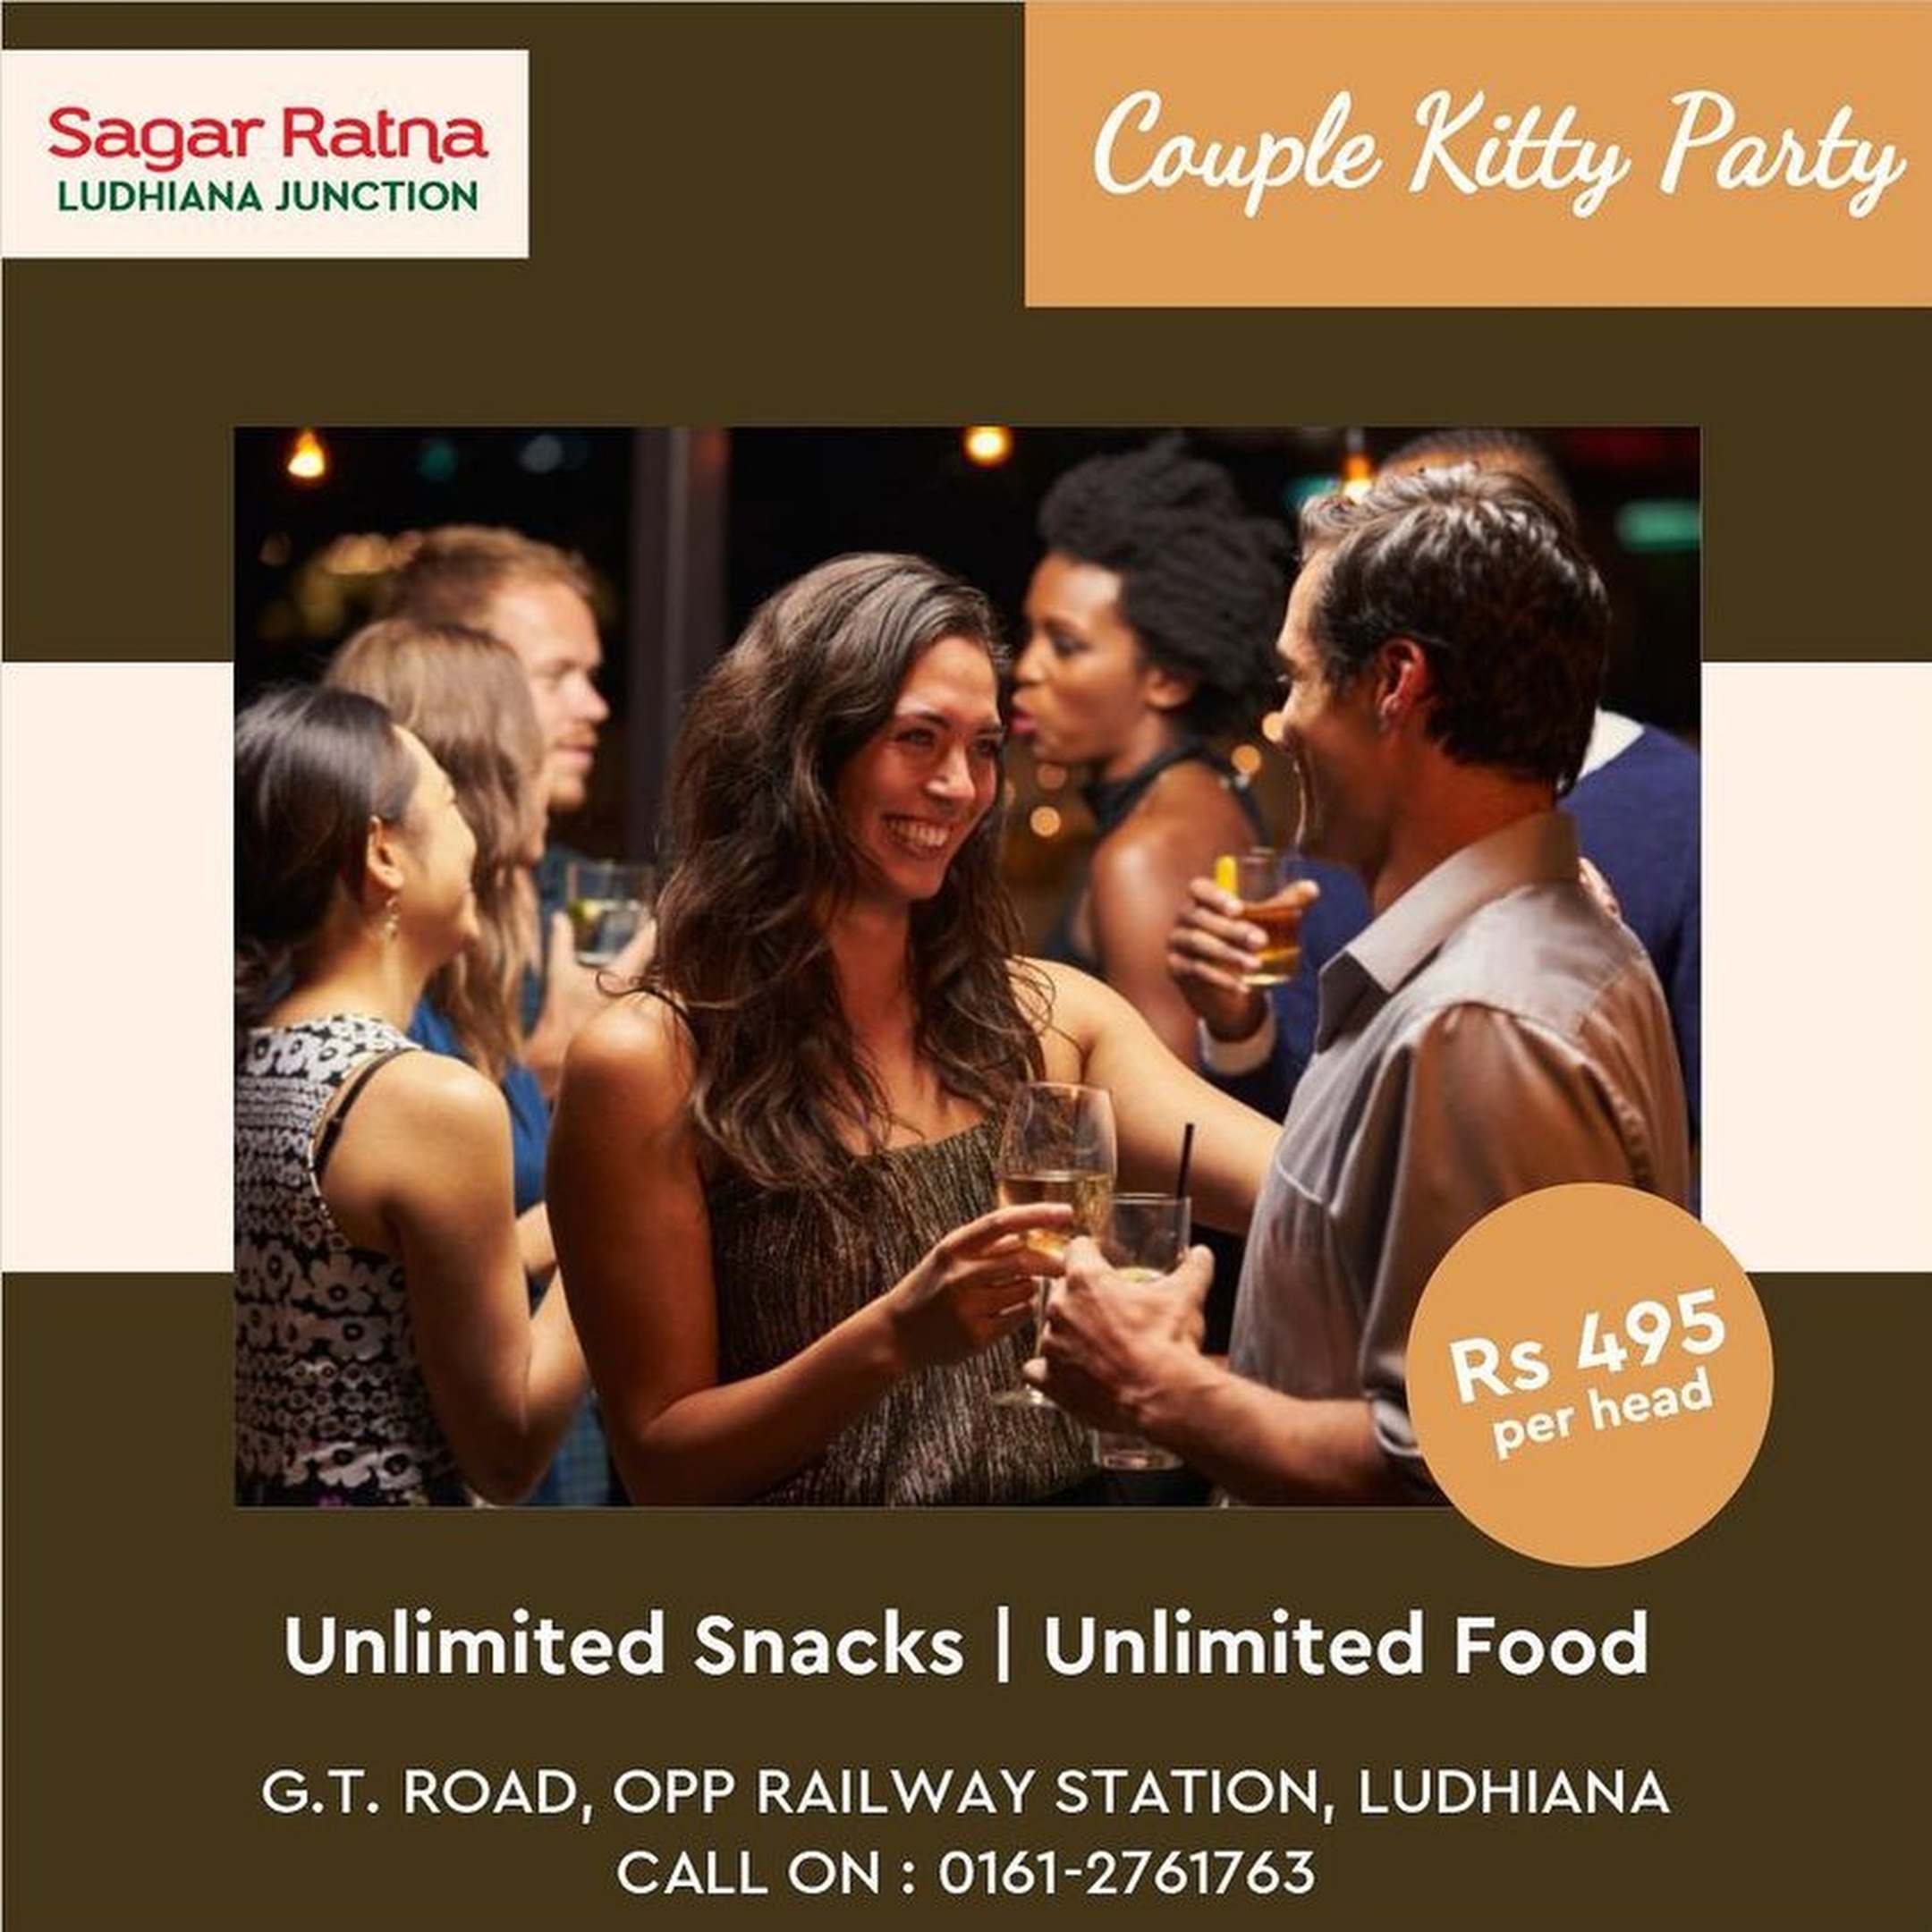 Sagar Ratna
LUDHIANA JUNCTION
Couple Kitty Party
Rs 495
per head
Unlimited Snacks | Unlimited Food
G.T. ROAD, OPP RAILWAY STATION, LUDHIANA
CALL ON : 0161-2761763